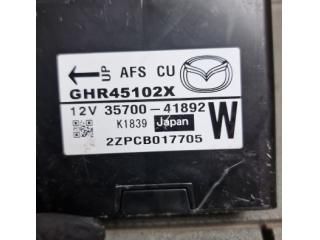 UP AFS CU
GHR45102X
12V 35700-41892
K1839 Japan W
2ZPCB017705